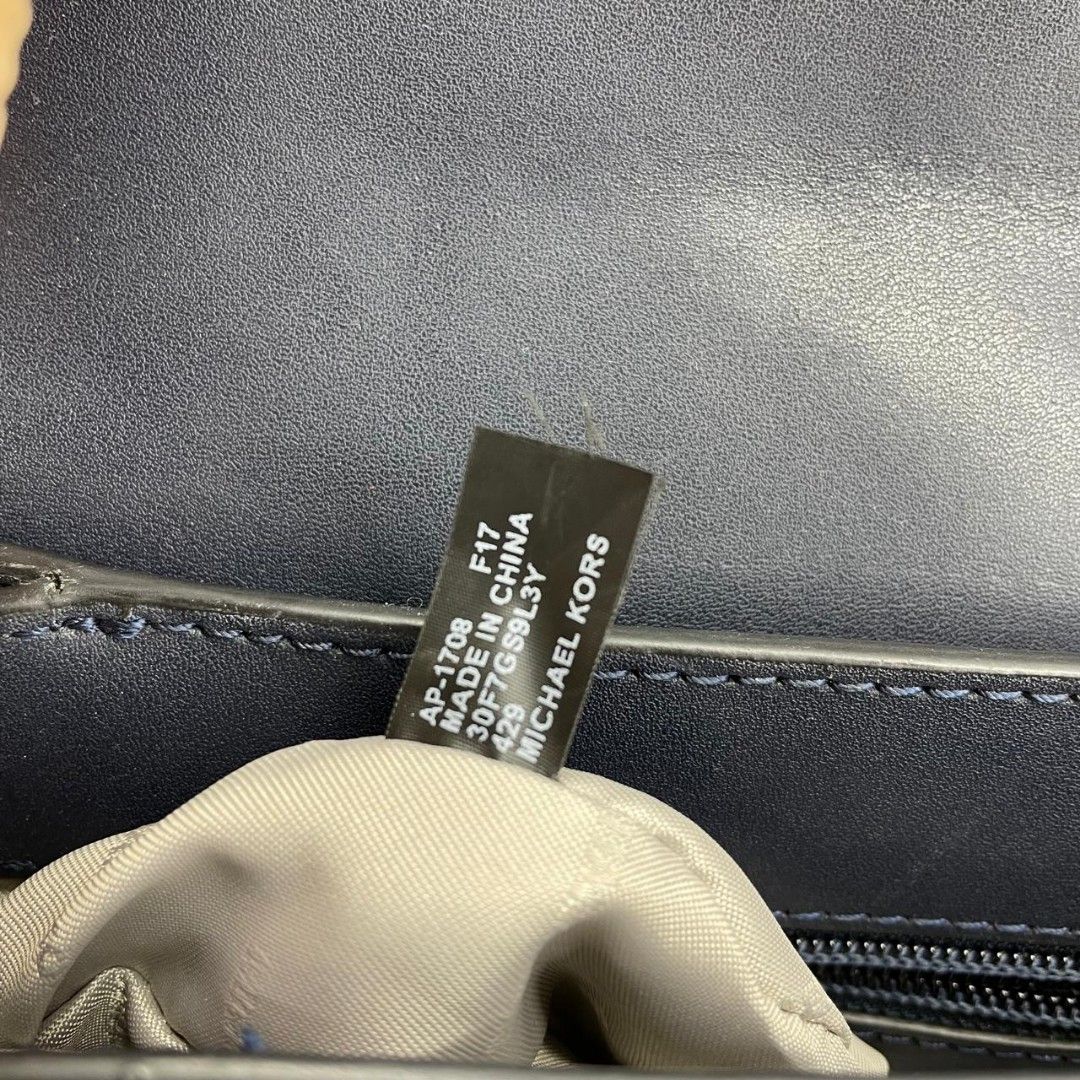 AP-1708 F17
MADE IN CHINA
30F7GS9L3Y
429
MICHAEL KORS